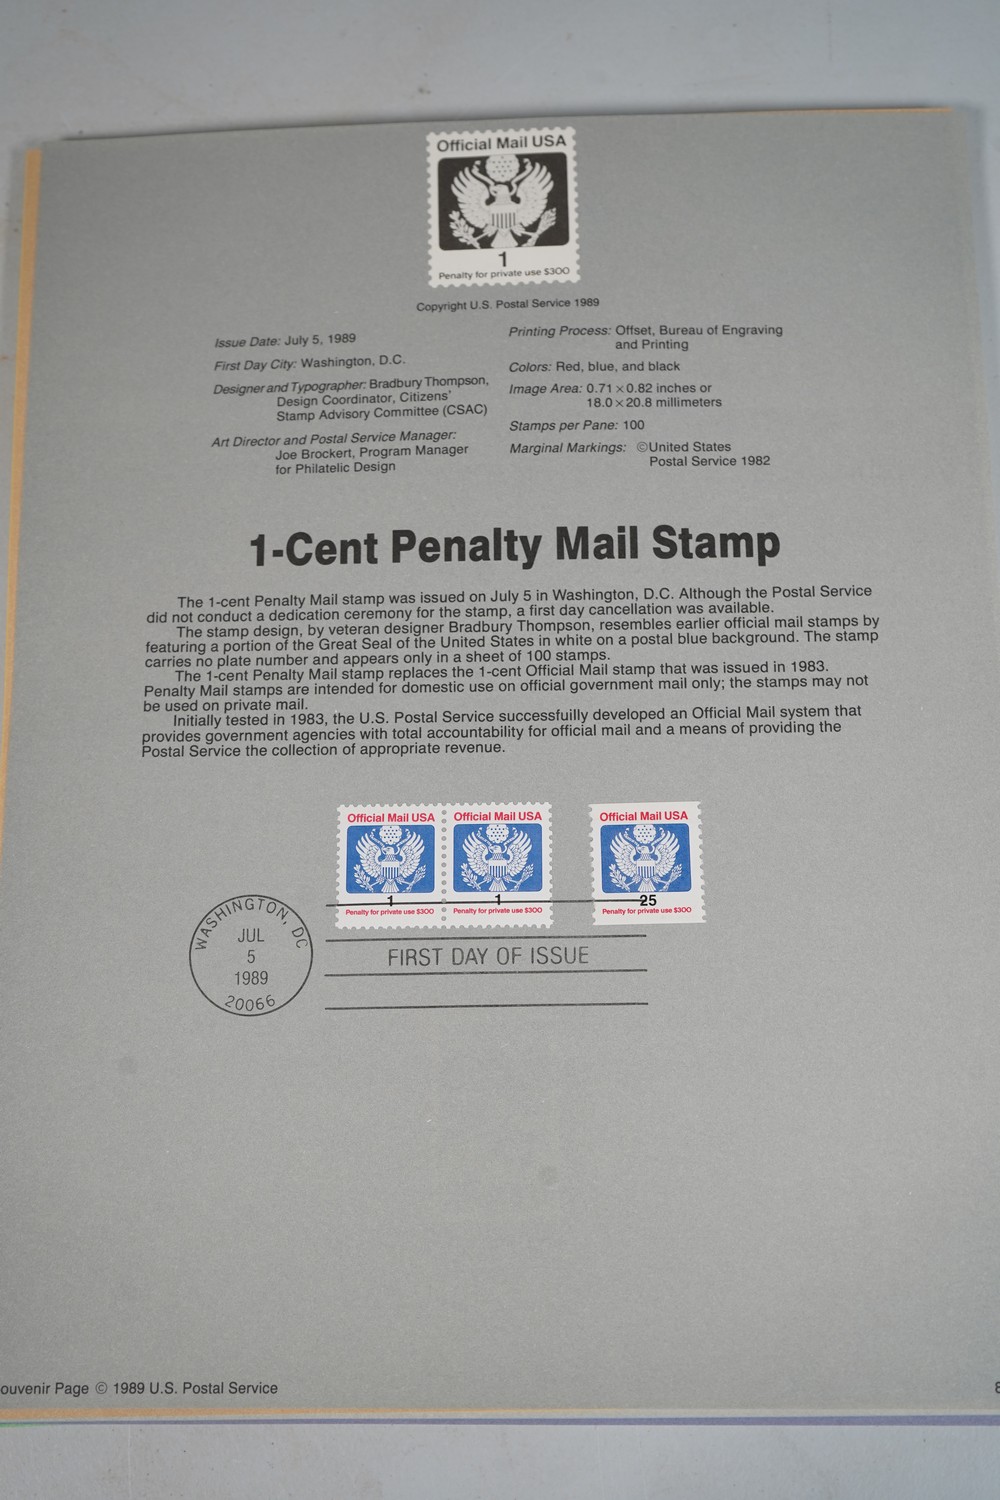 Official Mail USA
1
Penalty for private use $300
Copyright U.S. Postal Service 1989
Issue Date: July 5, 1989
First Day City: Washington, D.C.
Designer and Typographer: Bradbury Thompson,
Design Coordinator, Citizens'
Stamp Advisory Committee (CSAC)
Art Director and Postal Service Manager:
Joe Brockert, Program Manager
for Philatelic Design
Printing Process: Offset, Bureau of Engraving
and Printing
Colors: Red, blue, and black
Image Area: 0.71 × 0.82 inches or
18.0 × 20.8 millimeters
Stamps per Pane: 100
Marginal Markings: ©United States
Postal Service 1982
1-Cent Penalty Mail Stamp
The 1-cent Penalty Mail stamp was issued on July 5 in Washington, D.C. Although the Postal Service
did not conduct a dedication ceremony for the stamp, a first day cancellation was available.
The stamp design, by veteran designer Bradbury Thompson, resembles earlier official mail stamps by
featuring a portion of the Great Seal of the United States in white on a postal blue background. The stamp
carries no plate number and appears only in a sheet of 100 stamps.
The 1-cent Penalty Mail stamp replaces the 1-cent Official Mail stamp that was issued in 1983.
Penalty Mail stamps are intended for domestic use on official government mail only; the stamps may not
be used on private mail.
Initially tested in 1983, the U.S. Postal Service successfuily developed an Official Mail system that
provides government agencies with total accountability for official mail and a means of providing the
Postal Service the collection of appropriate revenue.
Official Mail USA
1
Penalty for private use $300
Official Mail USA
1
Penalty for private use $300
Official Mail USA
25
Penalty for private use $300
WASHINGTON, DC
JUL
5
1989
20066
FIRST DAY OF ISSUE
ouvenir Page © 1989 U.S. Postal Service